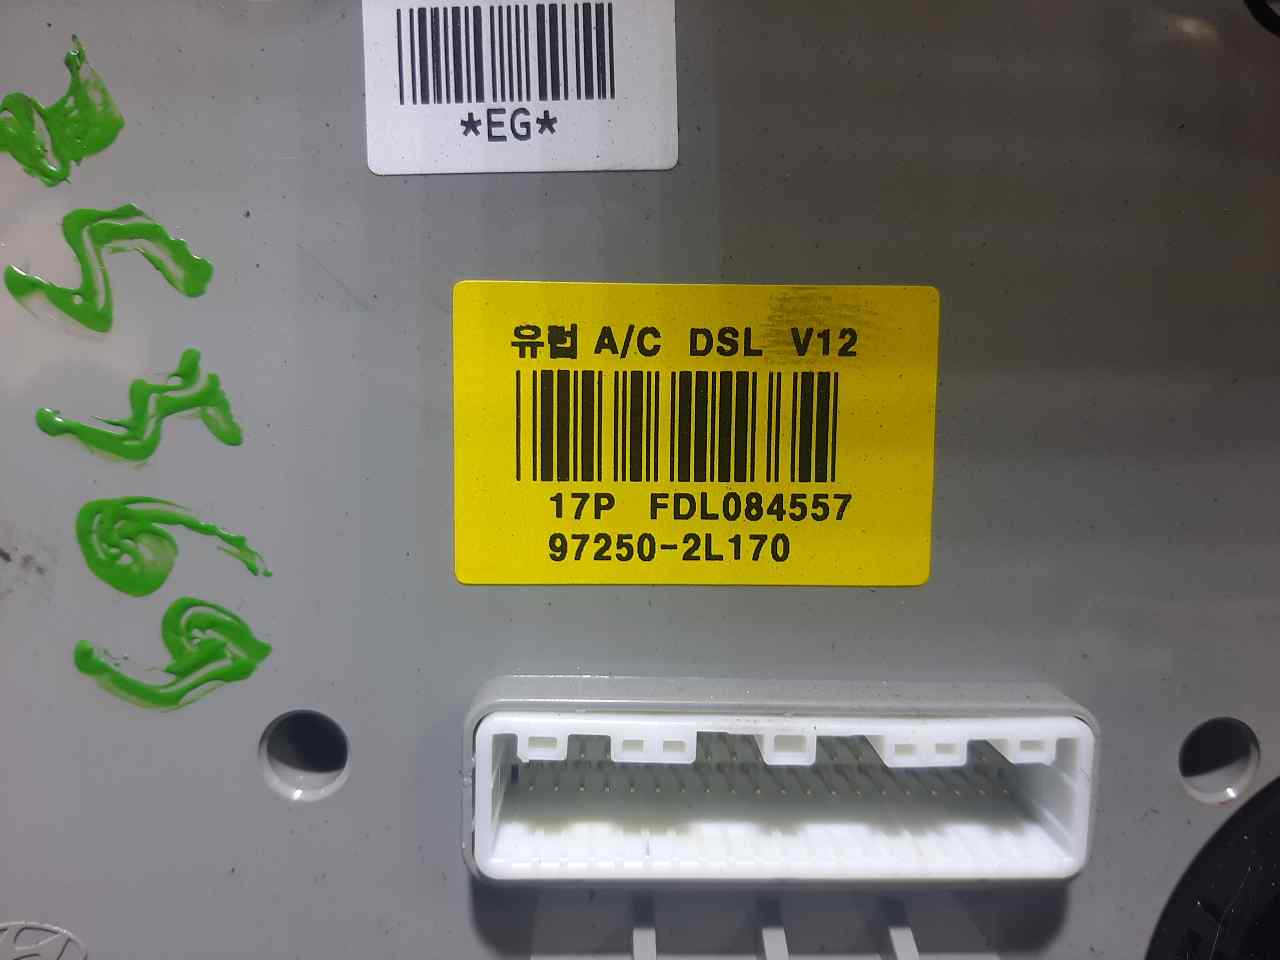 *EG*
유럽 A/C DSL V12
17P FDL084557
97250-2L170